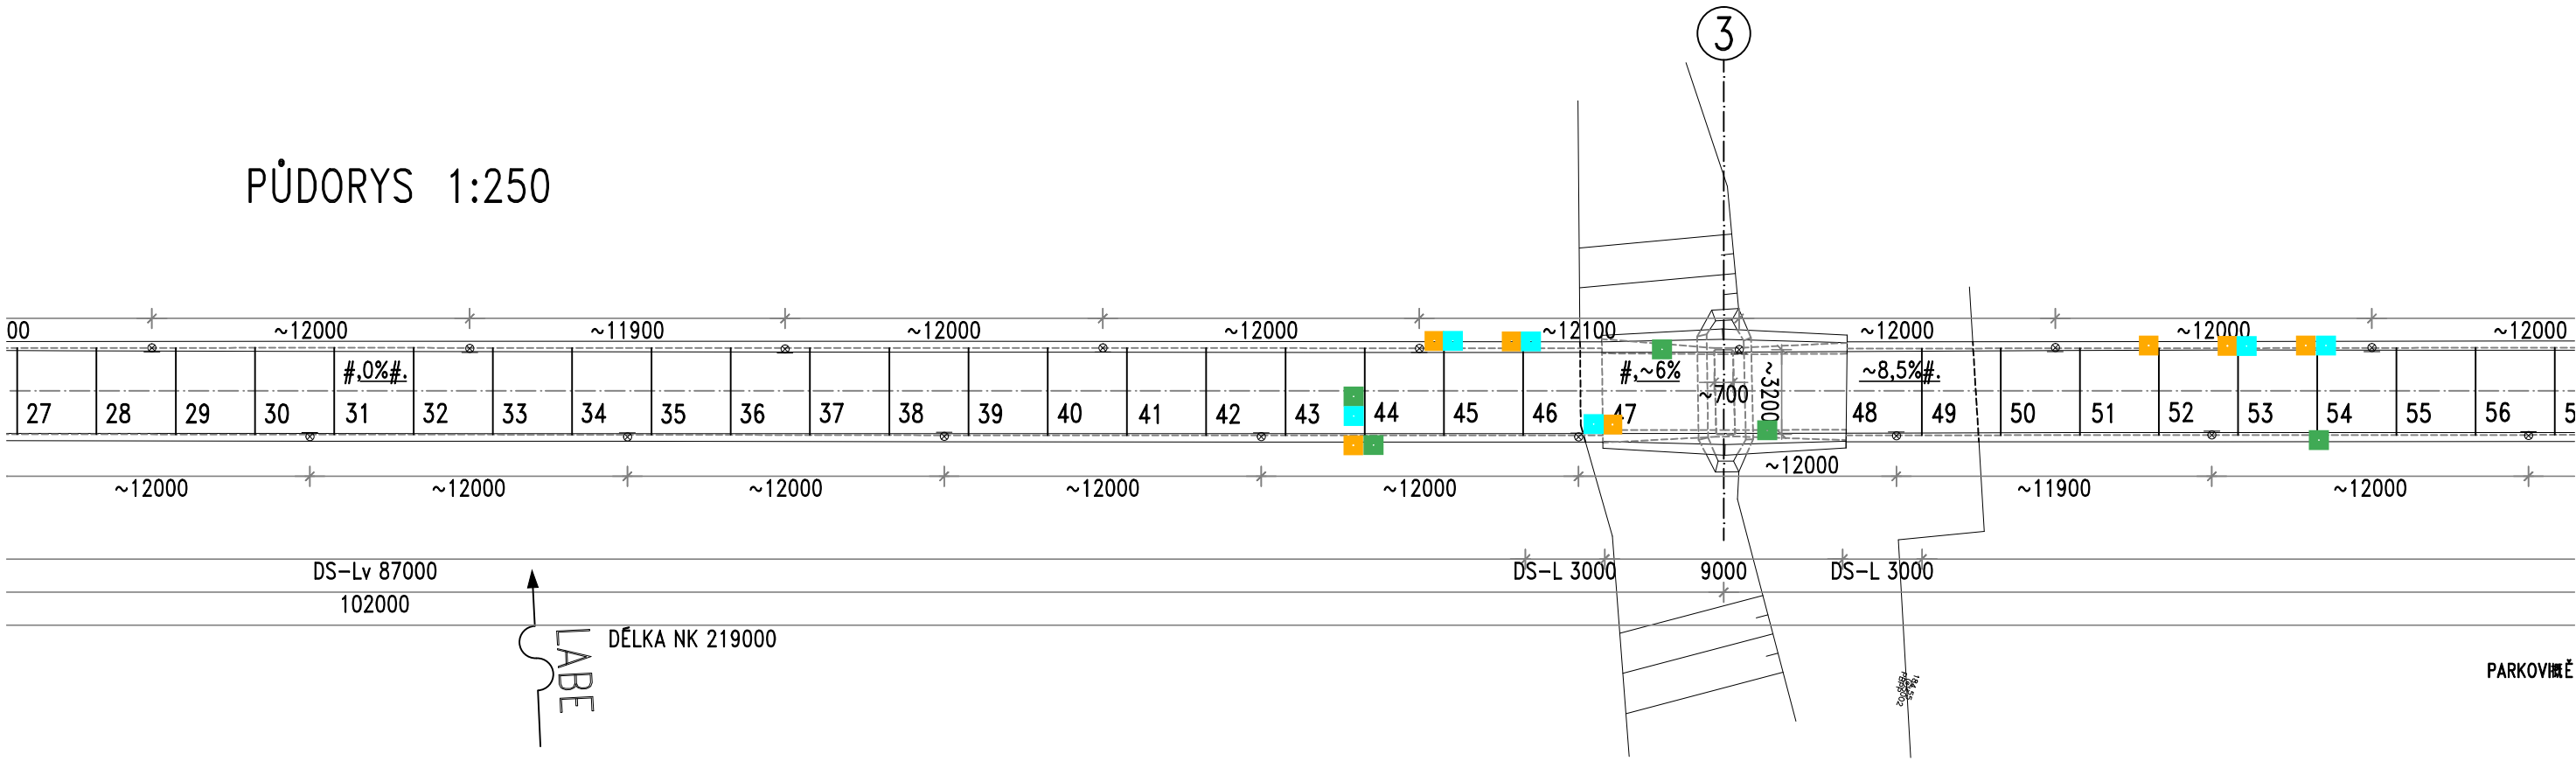 3
PŮDORYS 1:250
00 ~12000 ~11900 ~12000 ~12000 ~12100 ~12000 ~12000 ~12000
#,0%#. #,~6% ~8,5%#.
~700 ~3200
27 28 29 30 31 32 33 34 35 36 37 38 39 40 41 42 43 44 45 46 47 48 49 50 51 52 53 54 55 56 5
~12000
~12000 ~12000 ~12000 ~12000 ~12000 ~11900 ~12000
DS-Lv 87000 DS-L 3000 9000 DS-L 3000
102000
DÉLKA NK 219000
LABE